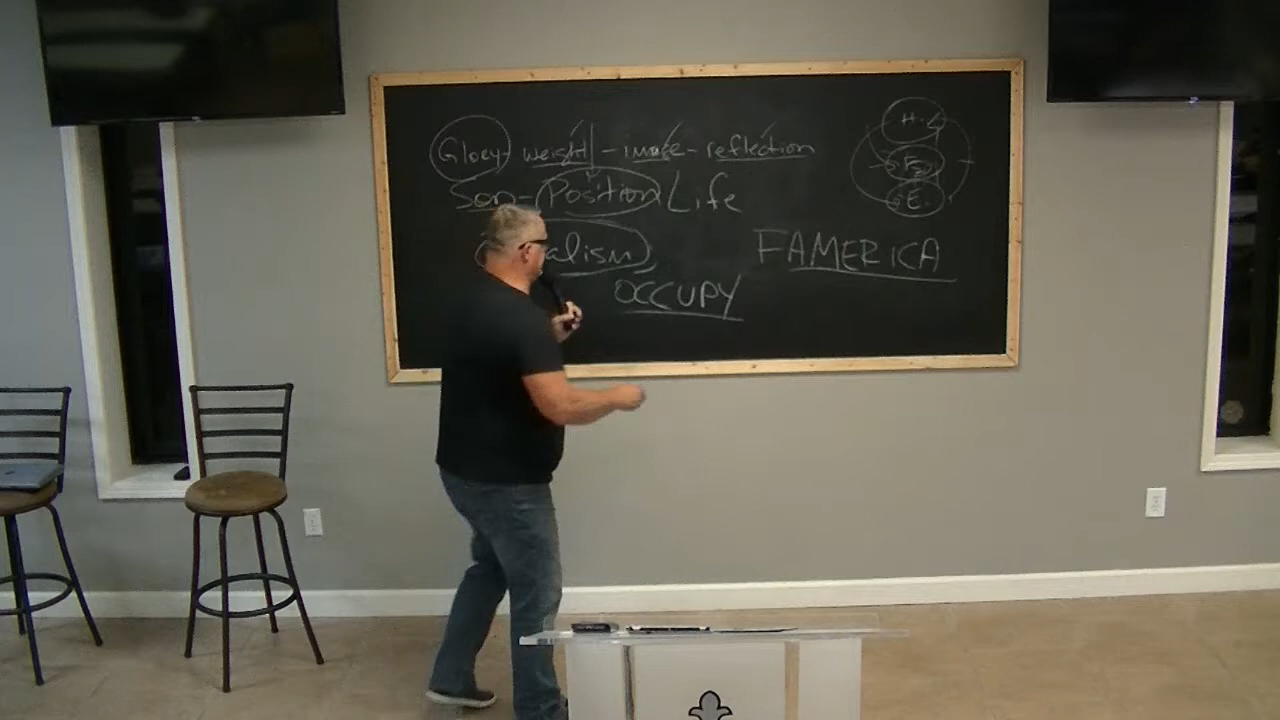 Glory weight - image - reflection
Son - Position Life
alism
FAMERICA
OCCUPY
H.
E.